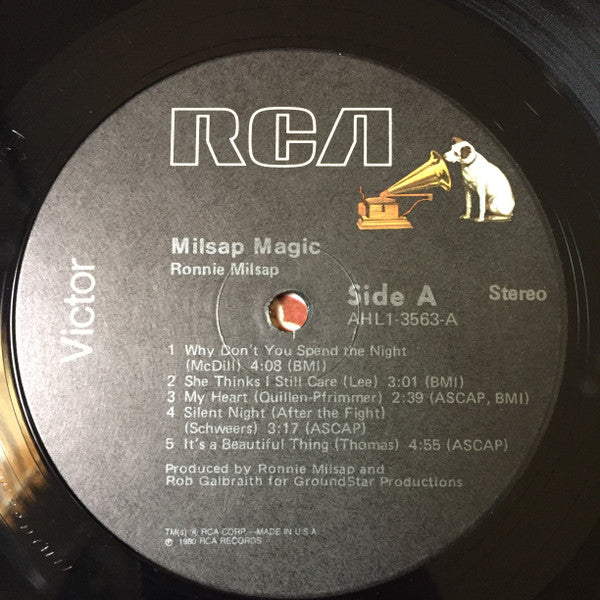 RCA
Victor
Milsap Magic
Ronnie Milsap
Side A
Stereo
AHL1-3563-A
1 Why Don't You Spend the Night
(McDill) 4:08 (BMI)
2 She Thinks I Still Care (Lee) 3:01 (BMI)
3 My Heart (Quillen-Pfrimmer) 2:39 (ASCAP, BMI)
4 Silent Night (After the Fight)
(Schweers) 3:17 (ASCAP)
5 It's a Beautiful Thing (Thomas) 4:55 (ASCAP)
Produced by Ronnie Milsap and
Rob Galbraith for GroundStar Productions
TM(s) ® RCA CORP.—MADE IN U.S.A.
℗ 1980 RCA RECORDS